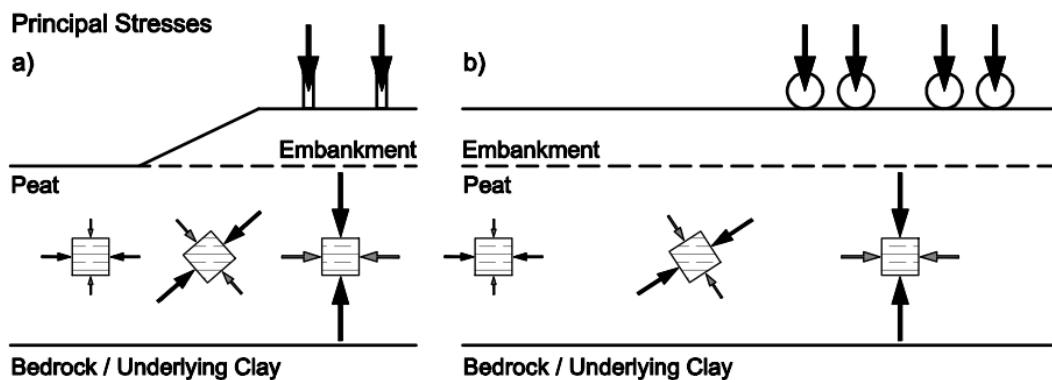 Principal Stresses
a)
Embankment
Peat
Bedrock / Underlying Clay
b)
Embankment
Peat
Bedrock / Underlying Clay